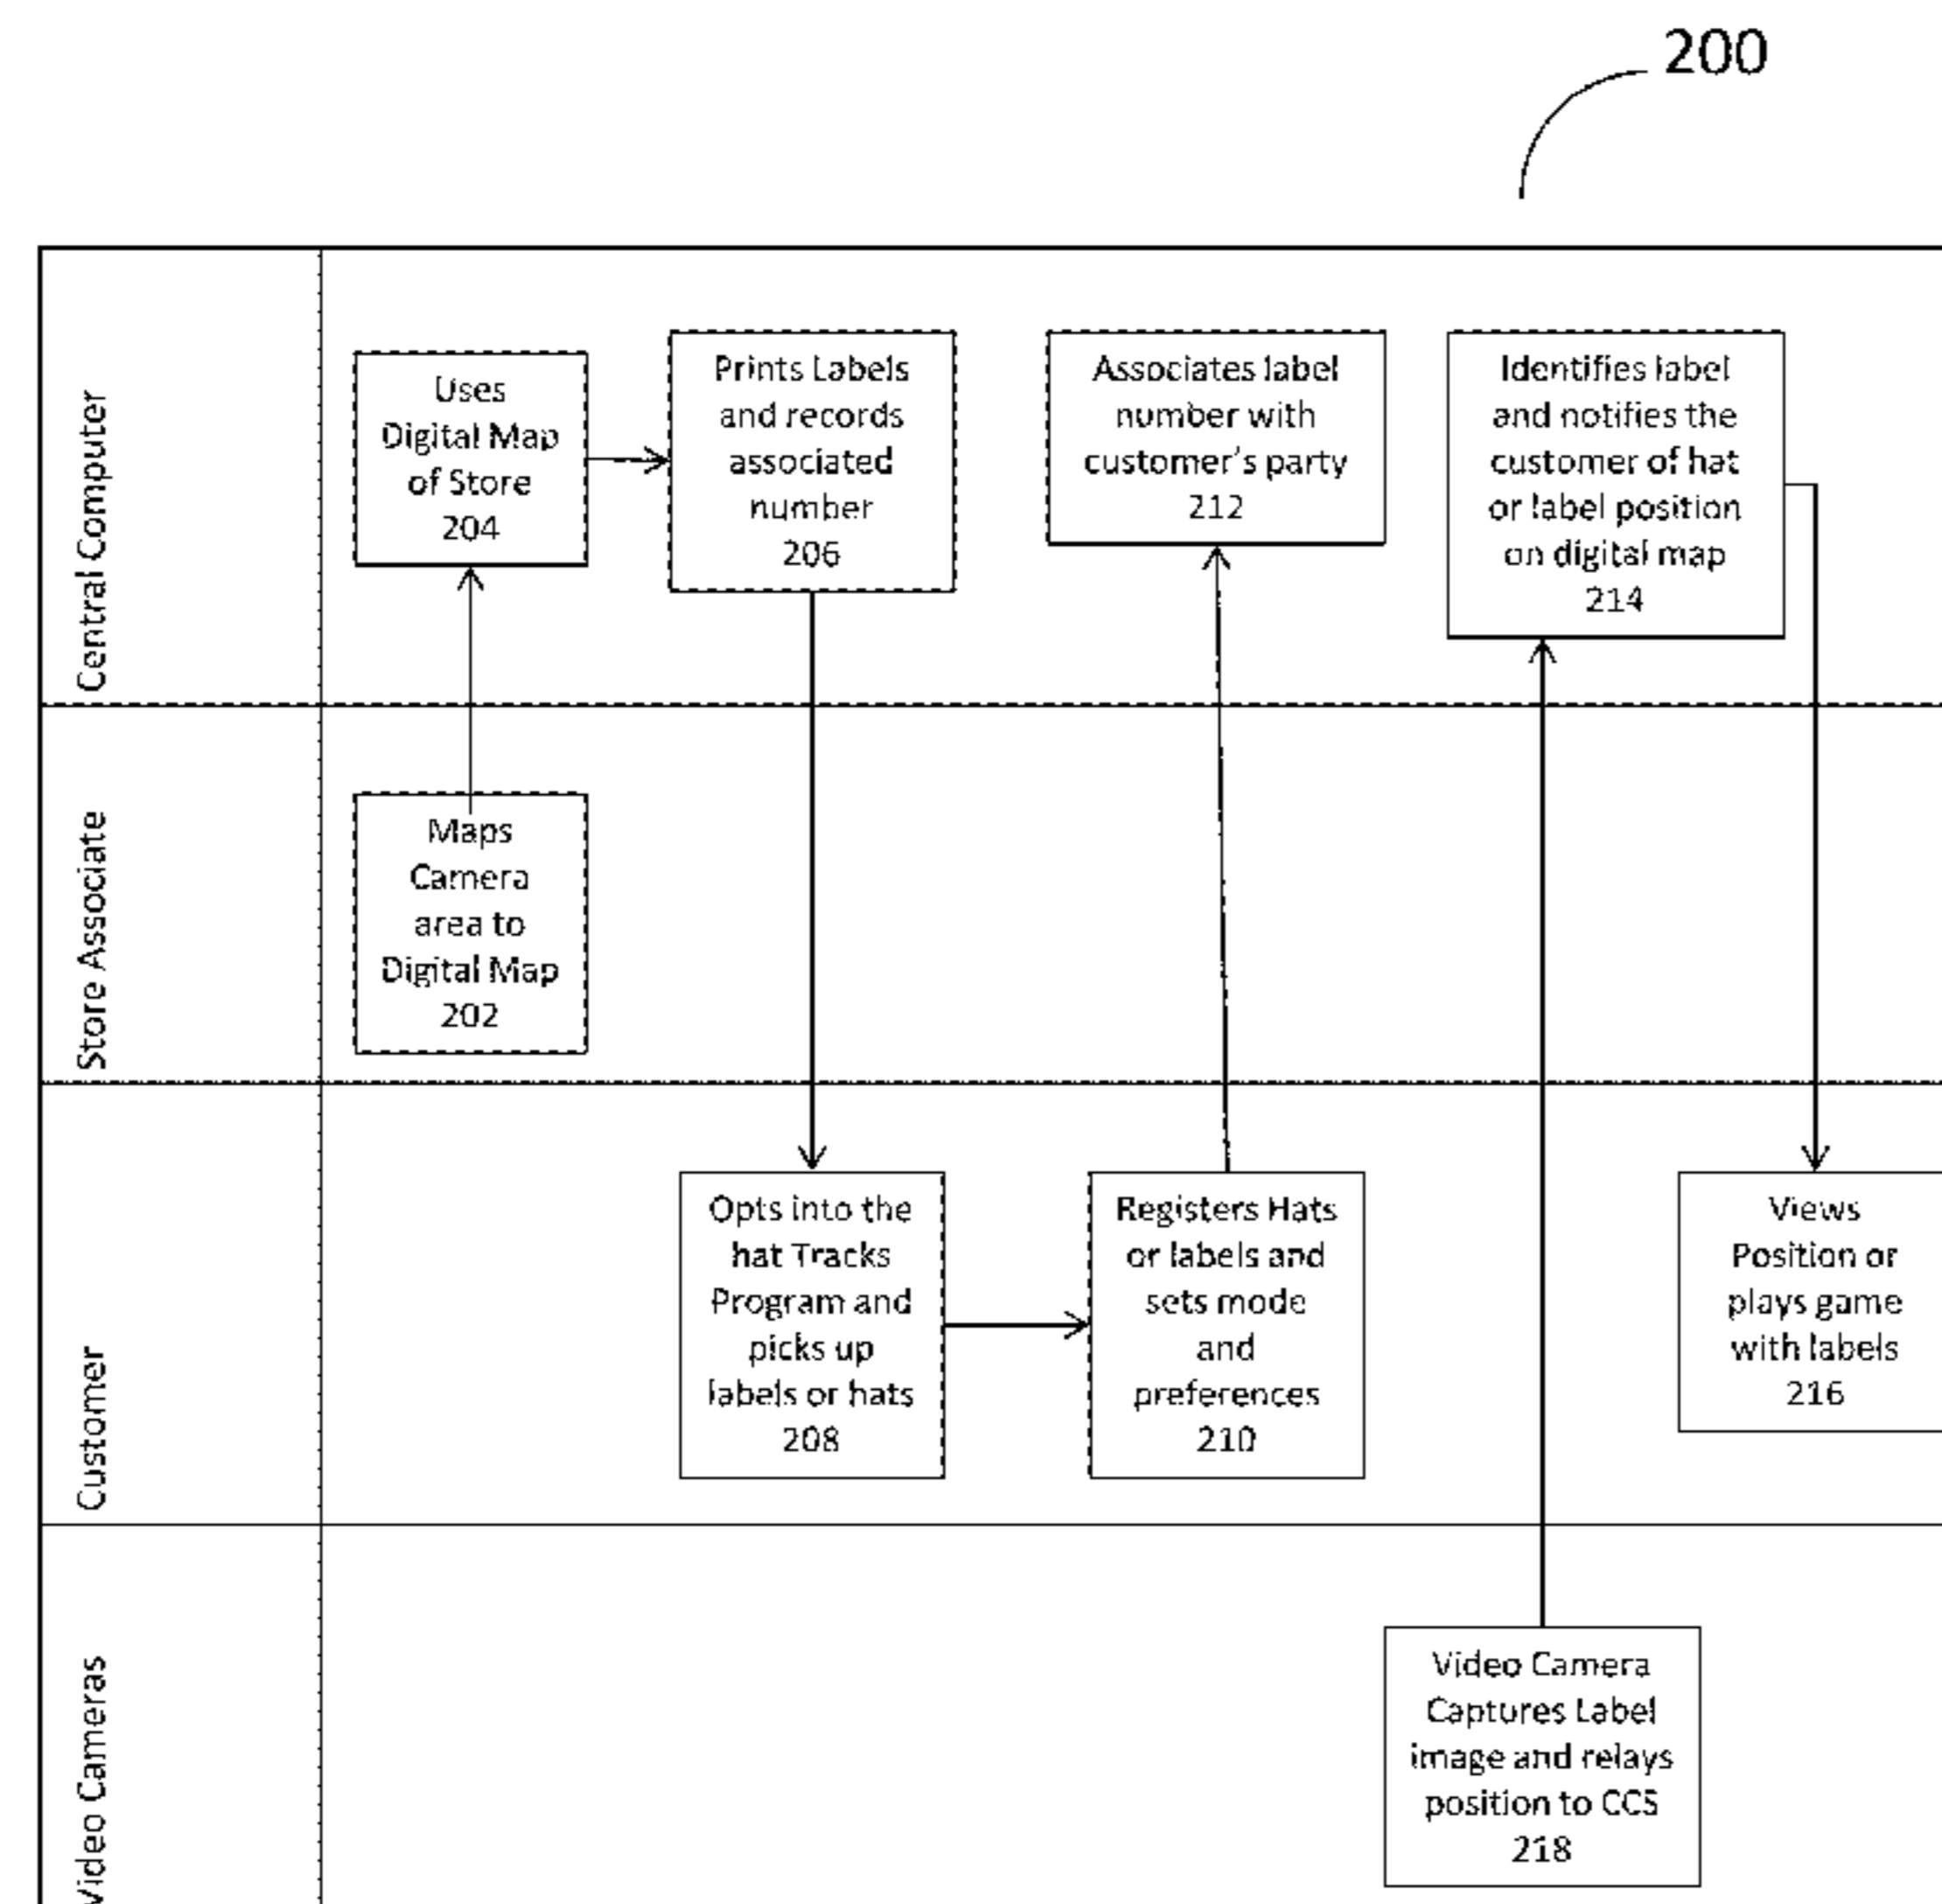 200
Central Computer
Uses
Digital Map
of Store
204
Prints Labels
and records
associated
number
206
Associates label
number with
customer's party
212
Identifies label
and notifies the
customer of hat
or label position
on digital map
214
Store Associate
Maps
Camera
area to
Digital Map
202
Customer
Opts into the
hat Tracks
Program and
picks up
labels or hats
208
Registers Hats
or labels and
sets mode
and
preferences
210
Views
Position or
plays game
with labels
216
Video Cameras
Video Camera
Captures Label
image and relays
position to CCS
218